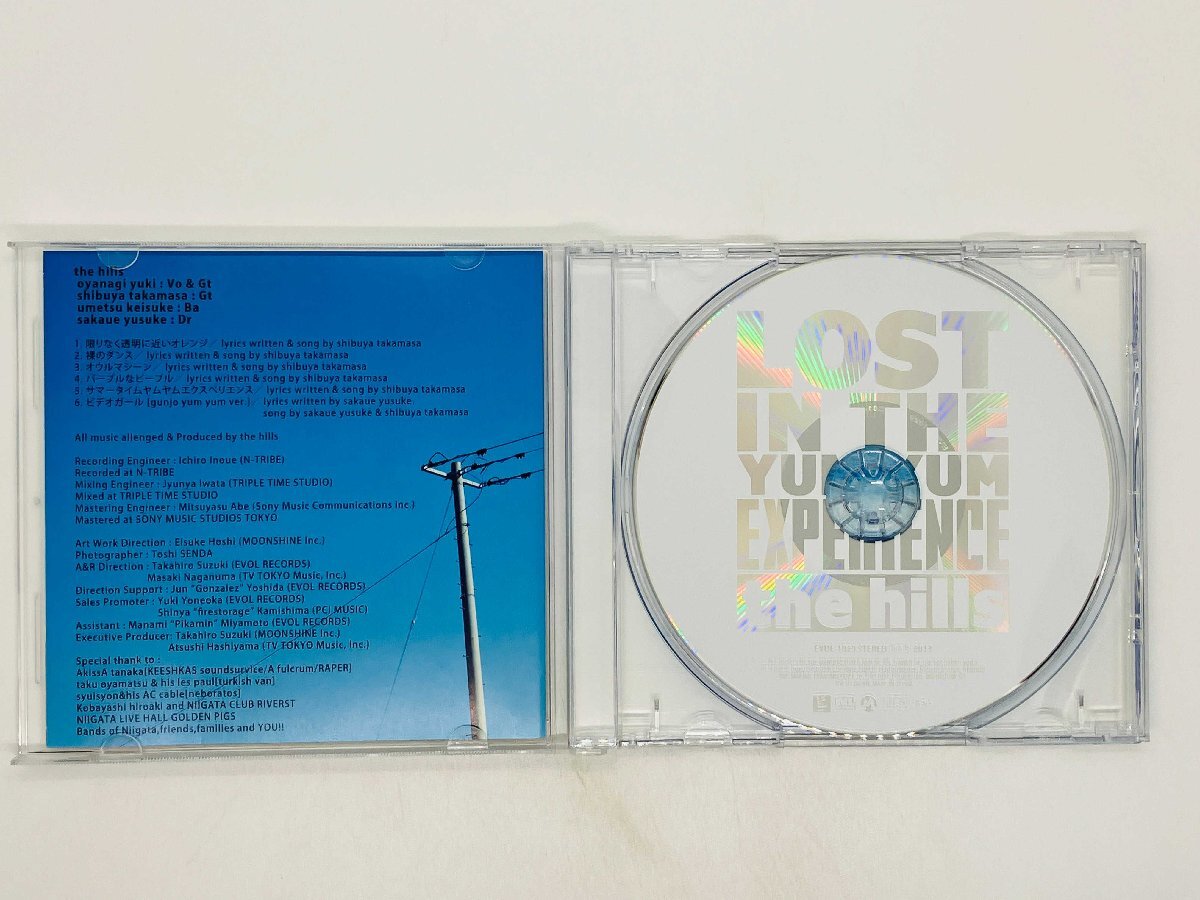 the hills
oyanagi yuki : Vo & Gt
shibuya takamasa : Gt
umetsu keisuke : Ba
sakaue yusuke : Dr
1. 限りなく透明に近いオレンジ／ lyrics written & song by shibuya takamasa
2. 裸のダンス／ lyrics written & song by shibuya takamasa
3. オウルマシーン／ lyrics written & song by shibuya takamasa
4. パープルなピープル／ lyrics written & song by shibuya takamasa
5. サマータイムヤムヤムエクスペリエンス／ lyrics written & song by shibuya takamasa
6. ビデオガール [gunjo yum yum ver.]／ lyrics written by sakaue yusuke
song by sakaue yusuke & shibuya takamasa
All music allenged & Produced by the hills
Recording Engineer : Ichiro Inoue (N-TRIBE)
Recorded at N-TRIBE
Mixing Engineer : Jyunya Iwata (TRIPLE TIME STUDIO)
Mixed at TRIPLE TIME STUDIO
Mastering Engineer : Mitsuyasu Abe (Sony Music Communications inc.)
Mastered at SONY MUSIC STUDIOS TOKYO
Art Work Direction : Eisuke Hoshi (MOONSHINE Inc.)
Photographer : Toshi SENDA
A&R Direction : Takahiro Suzuki (EVOL RECORDS)
Masaki Naganuma (TV TOKYO Music, Inc.)
Direction Support : Jun "Gonzalez" Yoshida (EVOL RECORDS)
Sales Promoter : Yuki Yoneoka (EVOL RECORDS)
Shinya "firestorage" Kamishima (PCI MUSIC)
Assistant : Manami "Pikamin" Miyamoto (EVOL RECORDS)
Executive Producer: Takahiro Suzuki (MOONSHINE Inc.)
Atsushi Hashiyama (TV TOKYO Music, Inc.)
Special thank to :
AkissA tanaka[KEESHKAS soundsurvice/A fulcrum/RAPER]
taku oyamatsu & his les paul[turkish van]
syuisyon&his AC cable[neboratos]
Kobayashi hiroaki and NIIGATA CLUB RIVERST
NIIGATA LIVE HALL GOLDEN PIGS
Bands of Niigata,friends,families and YOU!!
LOST
IN THE
YUM YUM
EXPERIENCE
the hills
STEREO